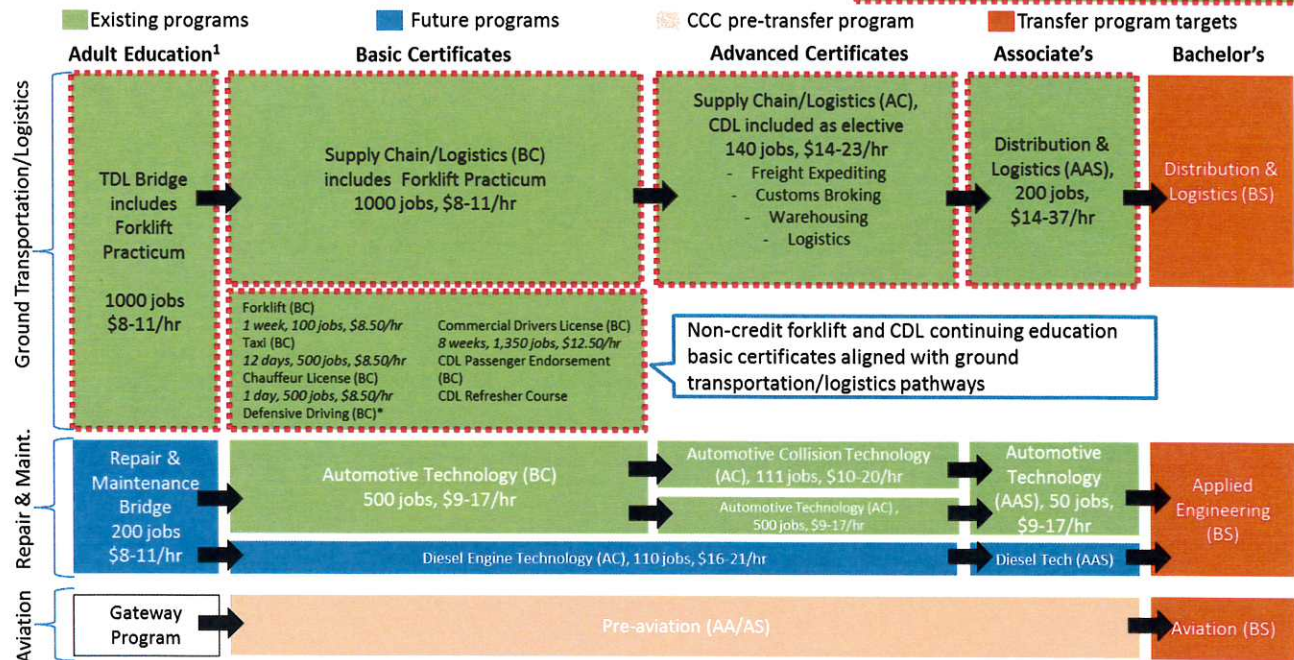 Existing programs
Future programs
CCC pre-transfer program
Transfer program targets
Adult Education1
Basic Certificates
Advanced Certificates
Associate's
Bachelor's
Ground Transportation/Logistics
TDL Bridge
includes
Forklift
Practicum
1000 jobs
$8-11/hr
Supply Chain/Logistics (BC)
includes Forklift Practicum
1000 jobs, $8-11/hr
Supply Chain/Logistics (AC),
CDL included as elective
140 jobs, $14-23/hr
- Freight Expediting
- Customs Broking
- Warehousing
- Logistics
Distribution &
Logistics (AAS),
200 jobs,
$14-37/hr
Distribution &
Logistics (BS)
Forklift (BC)
1 week, 100 jobs, $8.50/hr
Taxi (BC)
12 days, 500 jobs, $8.50/hr
Chauffeur License (BC)
1 day, 500 jobs, $8.50/hr
Defensive Driving (BC)*
Commercial Drivers License (BC)
8 weeks, 1,350 jobs, $12.50/hr
CDL Passenger Endorsement
(BC)
CDL Refresher Course
Non-credit forklift and CDL continuing education
basic certificates aligned with ground
transportation/logistics pathways
Repair & Maint.
Repair &
Maintenance
Bridge
200 jobs
$8-11/hr
Automotive Technology (BC)
500 jobs, $9-17/hr
Automotive Collision Technology
(AC), 111 jobs, $10-20/hr
Automotive Technology (AC) ,
500 jobs, $9-17/hr
Automotive
Technology
(AAS), 50 jobs,
$9-17/hr
Applied
Engineering
(BS)
Diesel Engine Technology (AC), 110 jobs, $16-21/hr
Diesel Tech (AAS)
Aviation
Gateway
Program
Pre-aviation (AA/AS)
Aviation (BS)